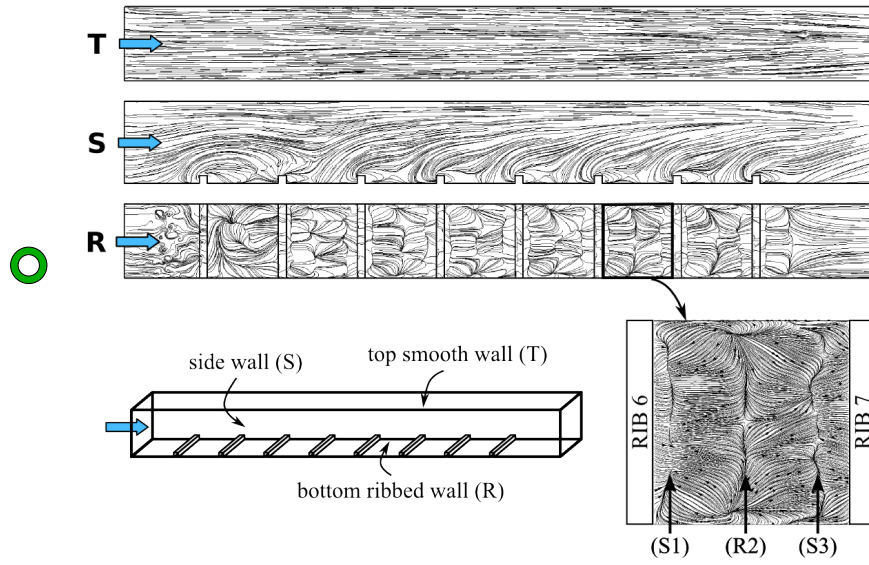 T
S
R
side wall (S)
top smooth wall (T)
bottom ribbed wall (R)
RIB 6
RIB 7
(S1)
(R2)
(S3)